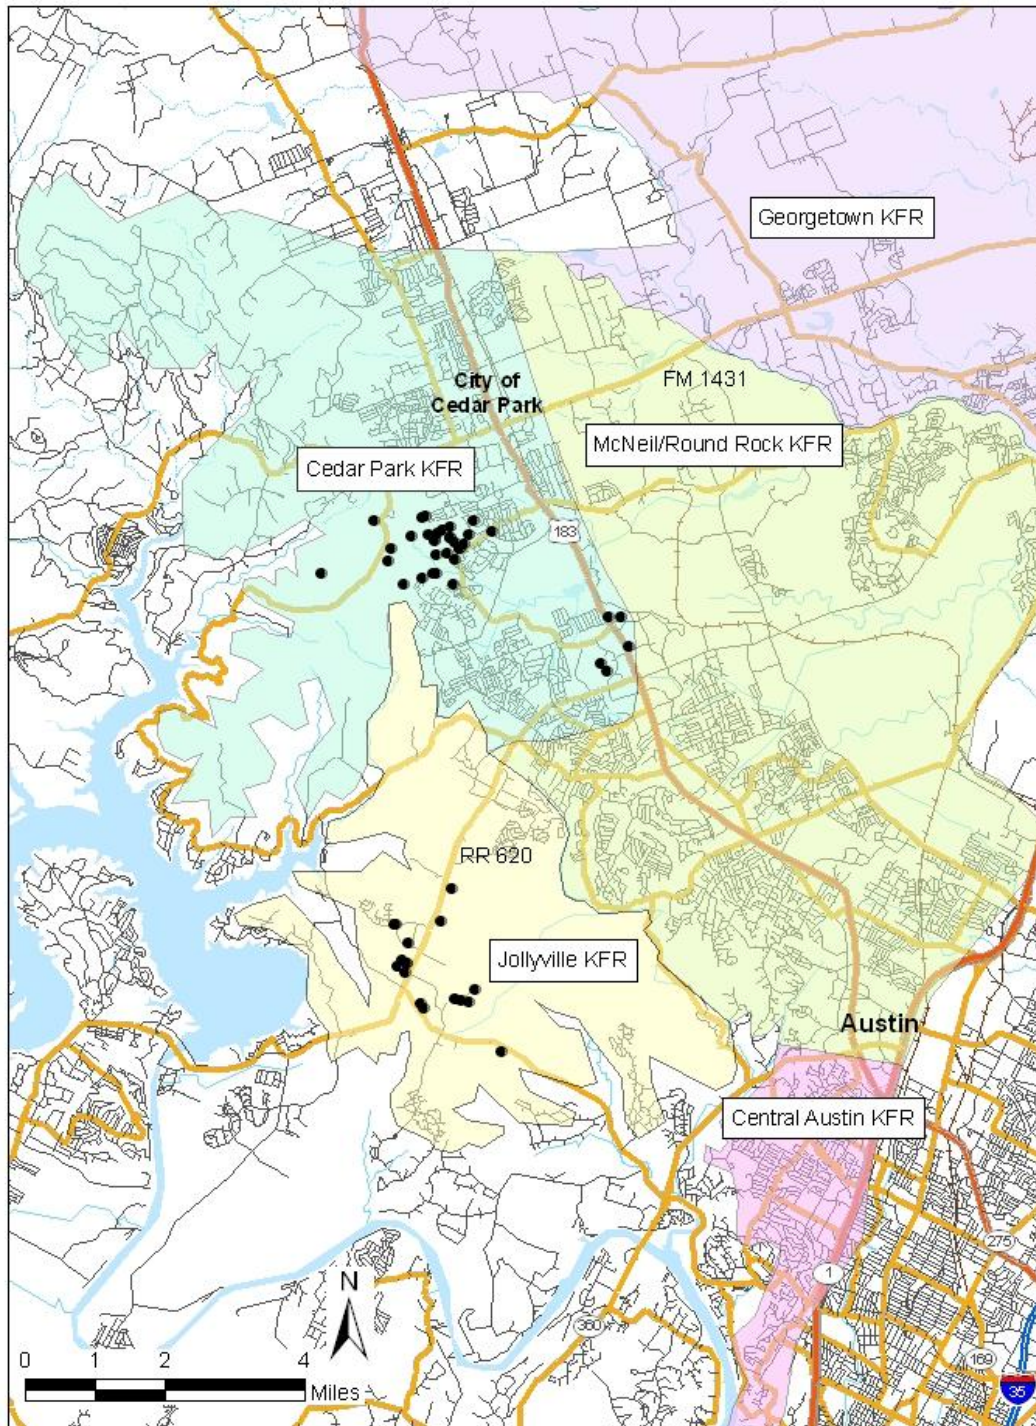 Georgetown KFR
City of
Cedar Park
FM 1431
McNeil/Round Rock KFR
Cedar Park KFR
183
RR 620
Jollyville KFR
Austin
Central Austin KFR
275
1
N
360
0 1 2 4
Miles
169
35